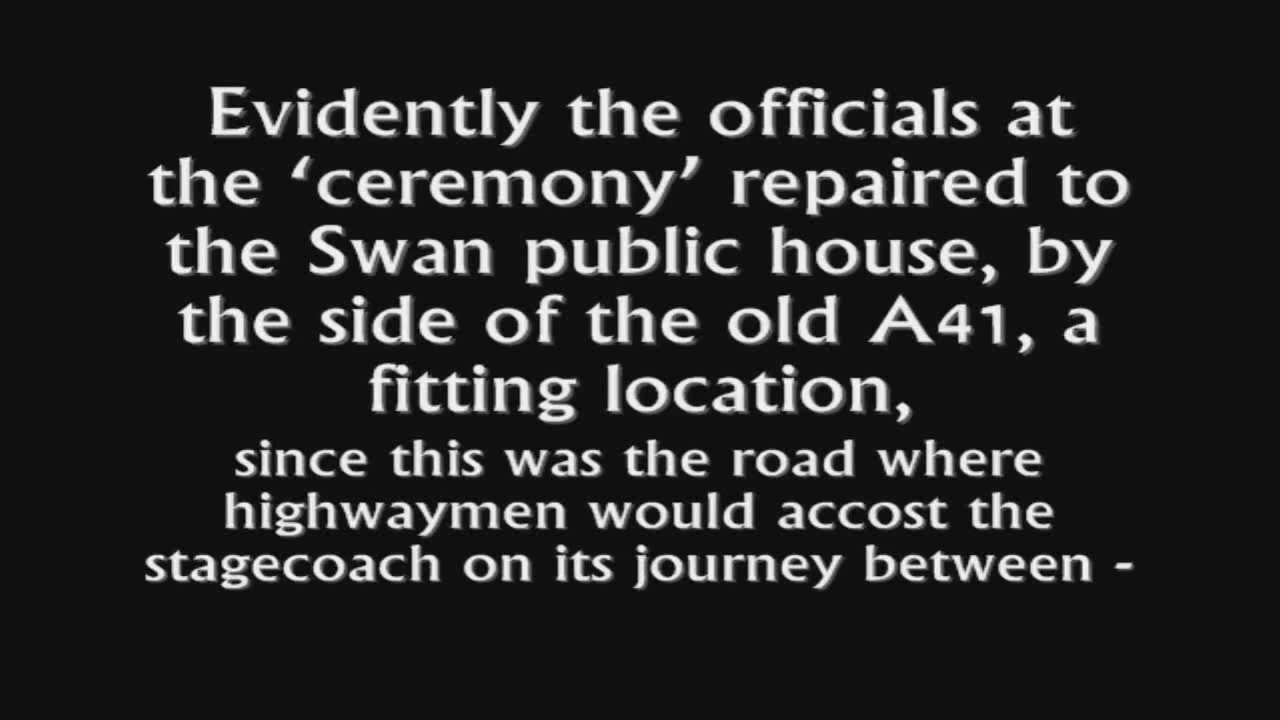 Evidently the officials at
the ‘ceremony’ repaired to
the Swan public house, by
the side of the old A41, a
fitting location,
since this was the road where
highwaymen would accost the
stagecoach on its journey between -